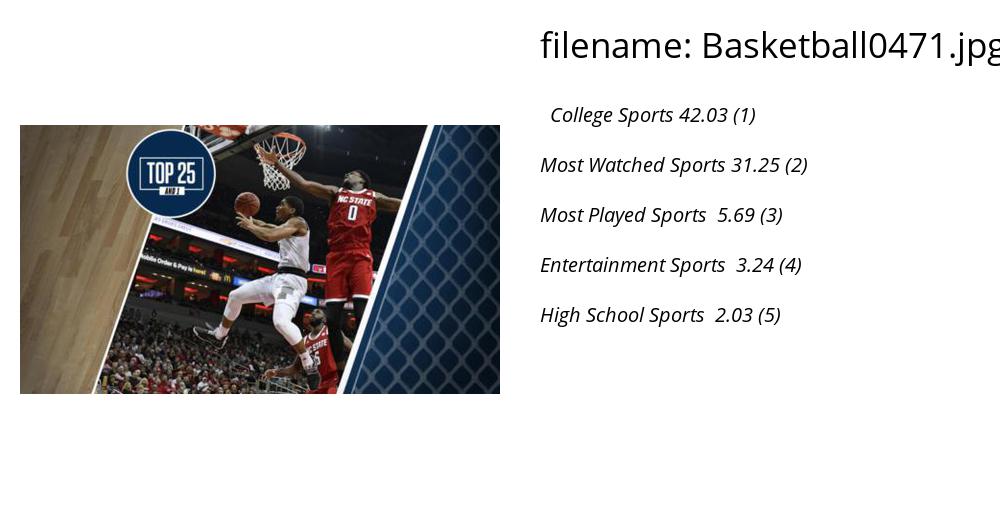 filename: Basketball0471.jpg
College Sports 42.03 (1)
Most Watched Sports 31.25 (2)
Most Played Sports 5.69 (3)
Entertainment Sports 3.24 (4)
High School Sports 2.03 (5)
TOP 25
AND 1
NC STATE
0
Mobile Order & Pay is here!